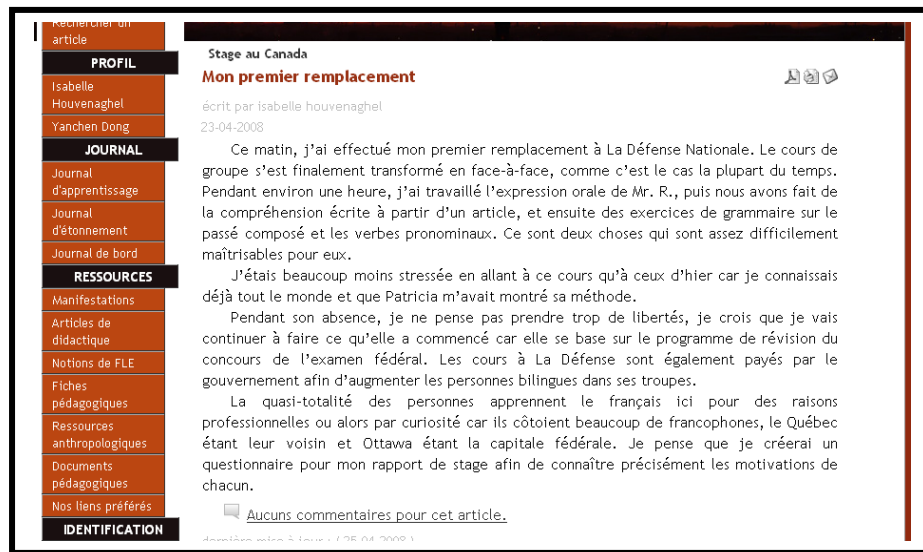 Rechercher un
article
PROFIL
Isabelle
Houvenaghel
Yanchen Dong
JOURNAL
Journal
d'apprentissage
Journal
d'étonnement
Journal de bord
RESSOURCES
Manifestations
Articles de
didactique
Notions de FLE
Fiches
pédagogiques
Ressources
anthropologiques
Documents
pédagogiques
Nos liens préférés
IDENTIFICATION
Stage au Canada
Mon premier remplacement
écrit par isabelle houvenaghel
23-04-2008
Ce matin, j'ai effectué mon premier remplacement à La Défense Nationale. Le cours de
groupe s'est finalement transformé en face-à-face, comme c'est le cas la plupart du temps.
Pendant environ une heure, j'ai travaillé l'expression orale de Mr. R., puis nous avons fait de
la compréhension écrite à partir d'un article, et ensuite des exercices de grammaire sur le
passé composé et les verbes pronominaux. Ce sont deux choses qui sont assez difficilement
maîtrisables pour eux.
J'étais beaucoup moins stressée en allant à ce cours qu'à ceux d'hier car je connaissais
déjà tout le monde et que Patricia m'avait montré sa méthode.
Pendant son absence, je ne pense pas prendre trop de libertés, je crois que je vais
continuer à faire ce qu'elle a commencé car elle se base sur le programme de révision du
concours de l'examen fédéral. Les cours à La Défense sont également payés par le
gouvernement afin d'augmenter les personnes bilingues dans ses troupes.
La quasi-totalité des personnes apprennent le français ici pour des raisons
professionnelles ou alors par curiosité car ils côtoient beaucoup de francophones, le Québec
étant leur voisin et Ottawa étant la capitale fédérale. Je pense que je créerai un
questionnaire pour mon rapport de stage afin de connaître précisément les motivations de
chacun.
Aucuns commentaires pour cet article.
dernière mise à jour : ( 25-04-2008 )